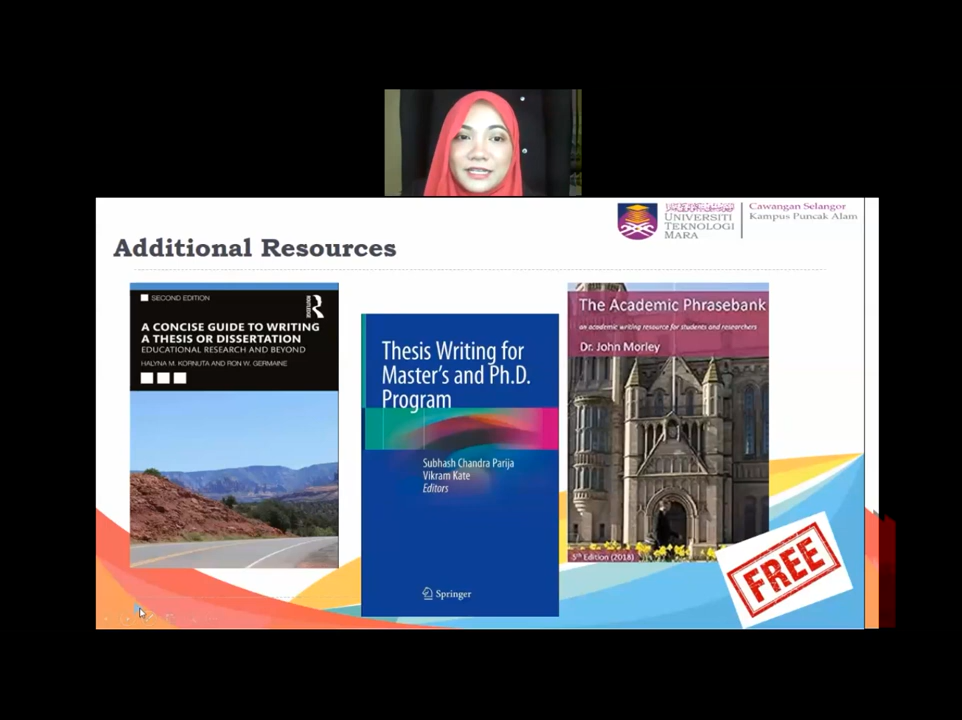 UNIVERSITI
TEKNOLOGI
MARA
Cawangan Selangor
Kampus Puncak Alam
Additional Resources
SECOND EDITION
A CONCISE GUIDE TO WRITING
A THESIS OR DISSERTATION
EDUCATIONAL RESEARCH AND BEYOND
HALYNA M. KORNUTA AND RON W. GERMAINE
Thesis Writing for
Master's and Ph.D.
Program
Subhash Chandra Parija
Vikram Kate
Editors
Springer
The Academic Phrasebank
an academic writing resource for students and researchers
Dr. John Morley
5th Edition (2018)
FREE